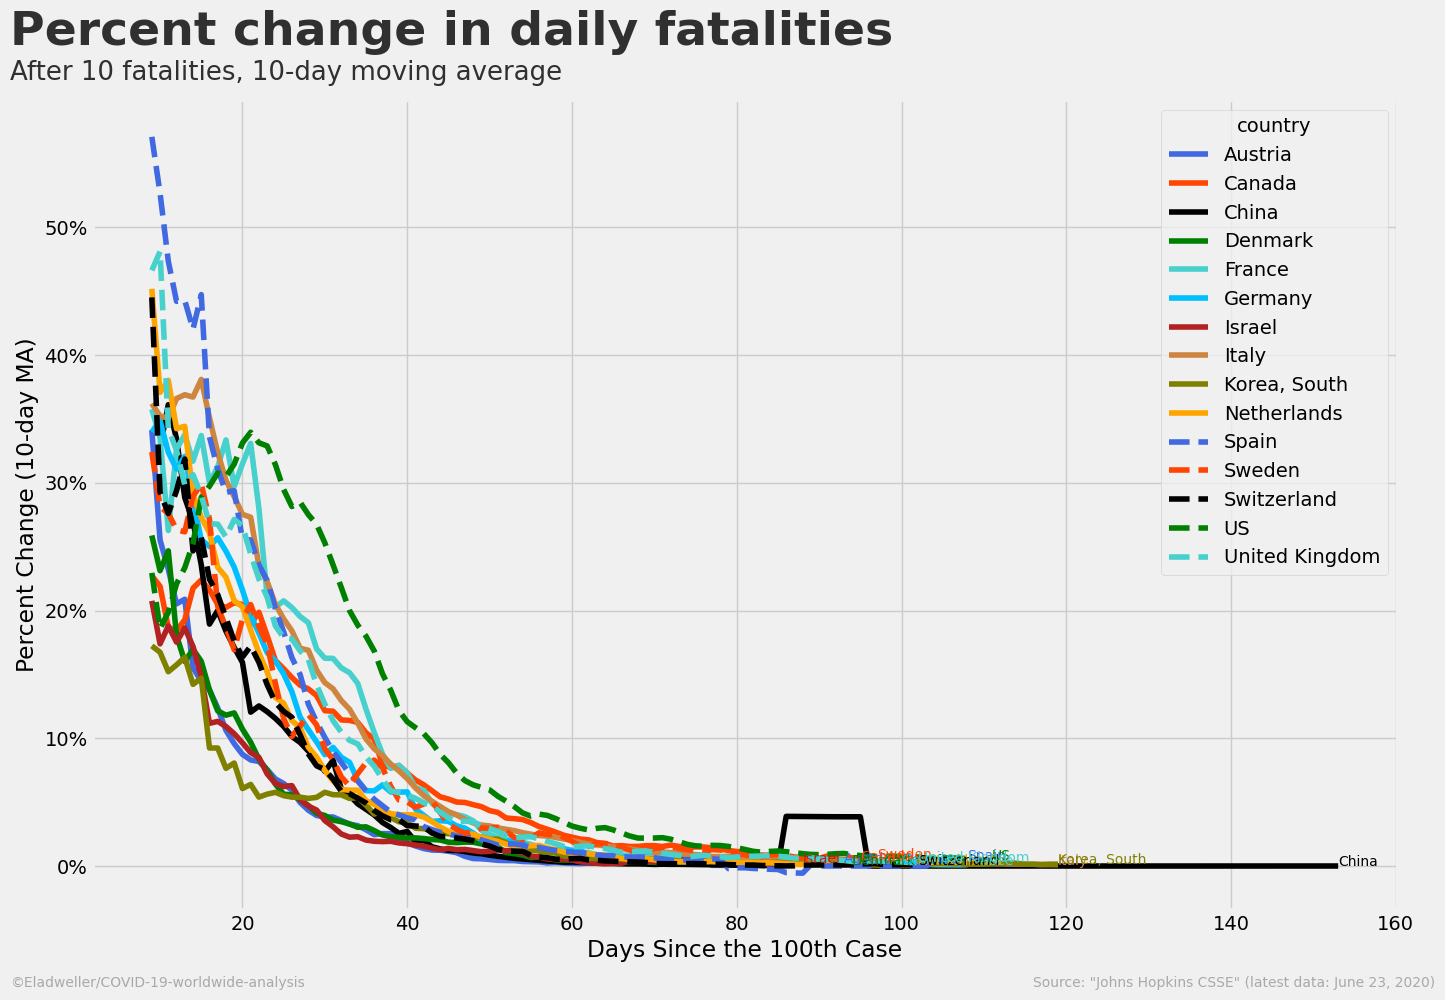 Percent change in daily fatalities
After 10 fatalities, 10-day moving average
country
Austria
Canada
China
Denmark
France
Germany
Israel
Italy
Korea, South
Netherlands
Spain
Sweden
Switzerland
US
United Kingdom
Percent Change (10-day MA)
50%
40%
30%
20%
10%
0%
Sweden
US
Switzerland
Korea, South
China
20
40
60
80
100
120
140
160
Days Since the 100th Case
©Eladweller/COVID-19-worldwide-analysis
Source: "Johns Hopkins CSSE" (latest data: June 23, 2020)